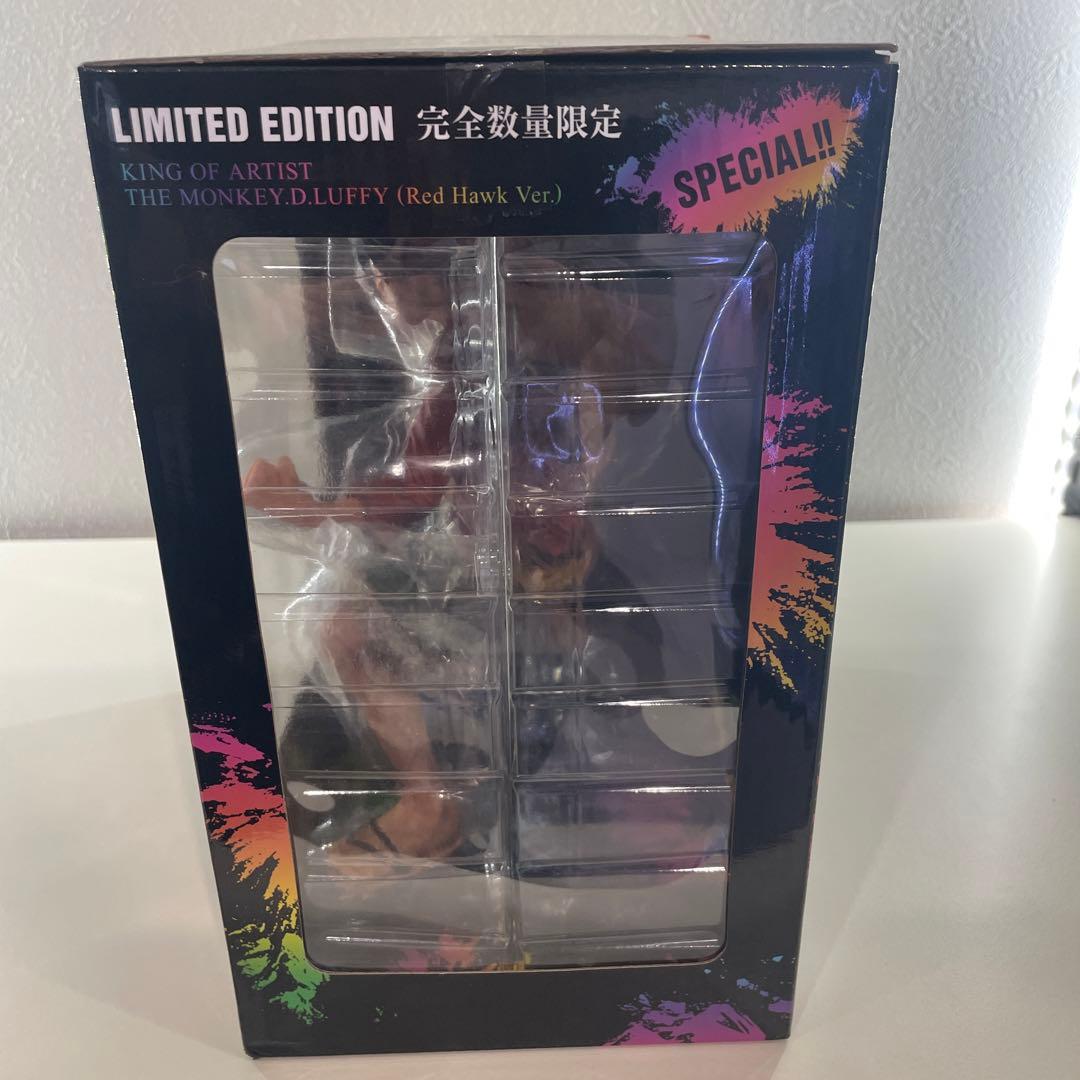 LIMITED EDITION 完全数量限定
SPECIAL!!
KING OF ARTIST
THE MONKEY.D.LUFFY (Red Hawk Ver.)